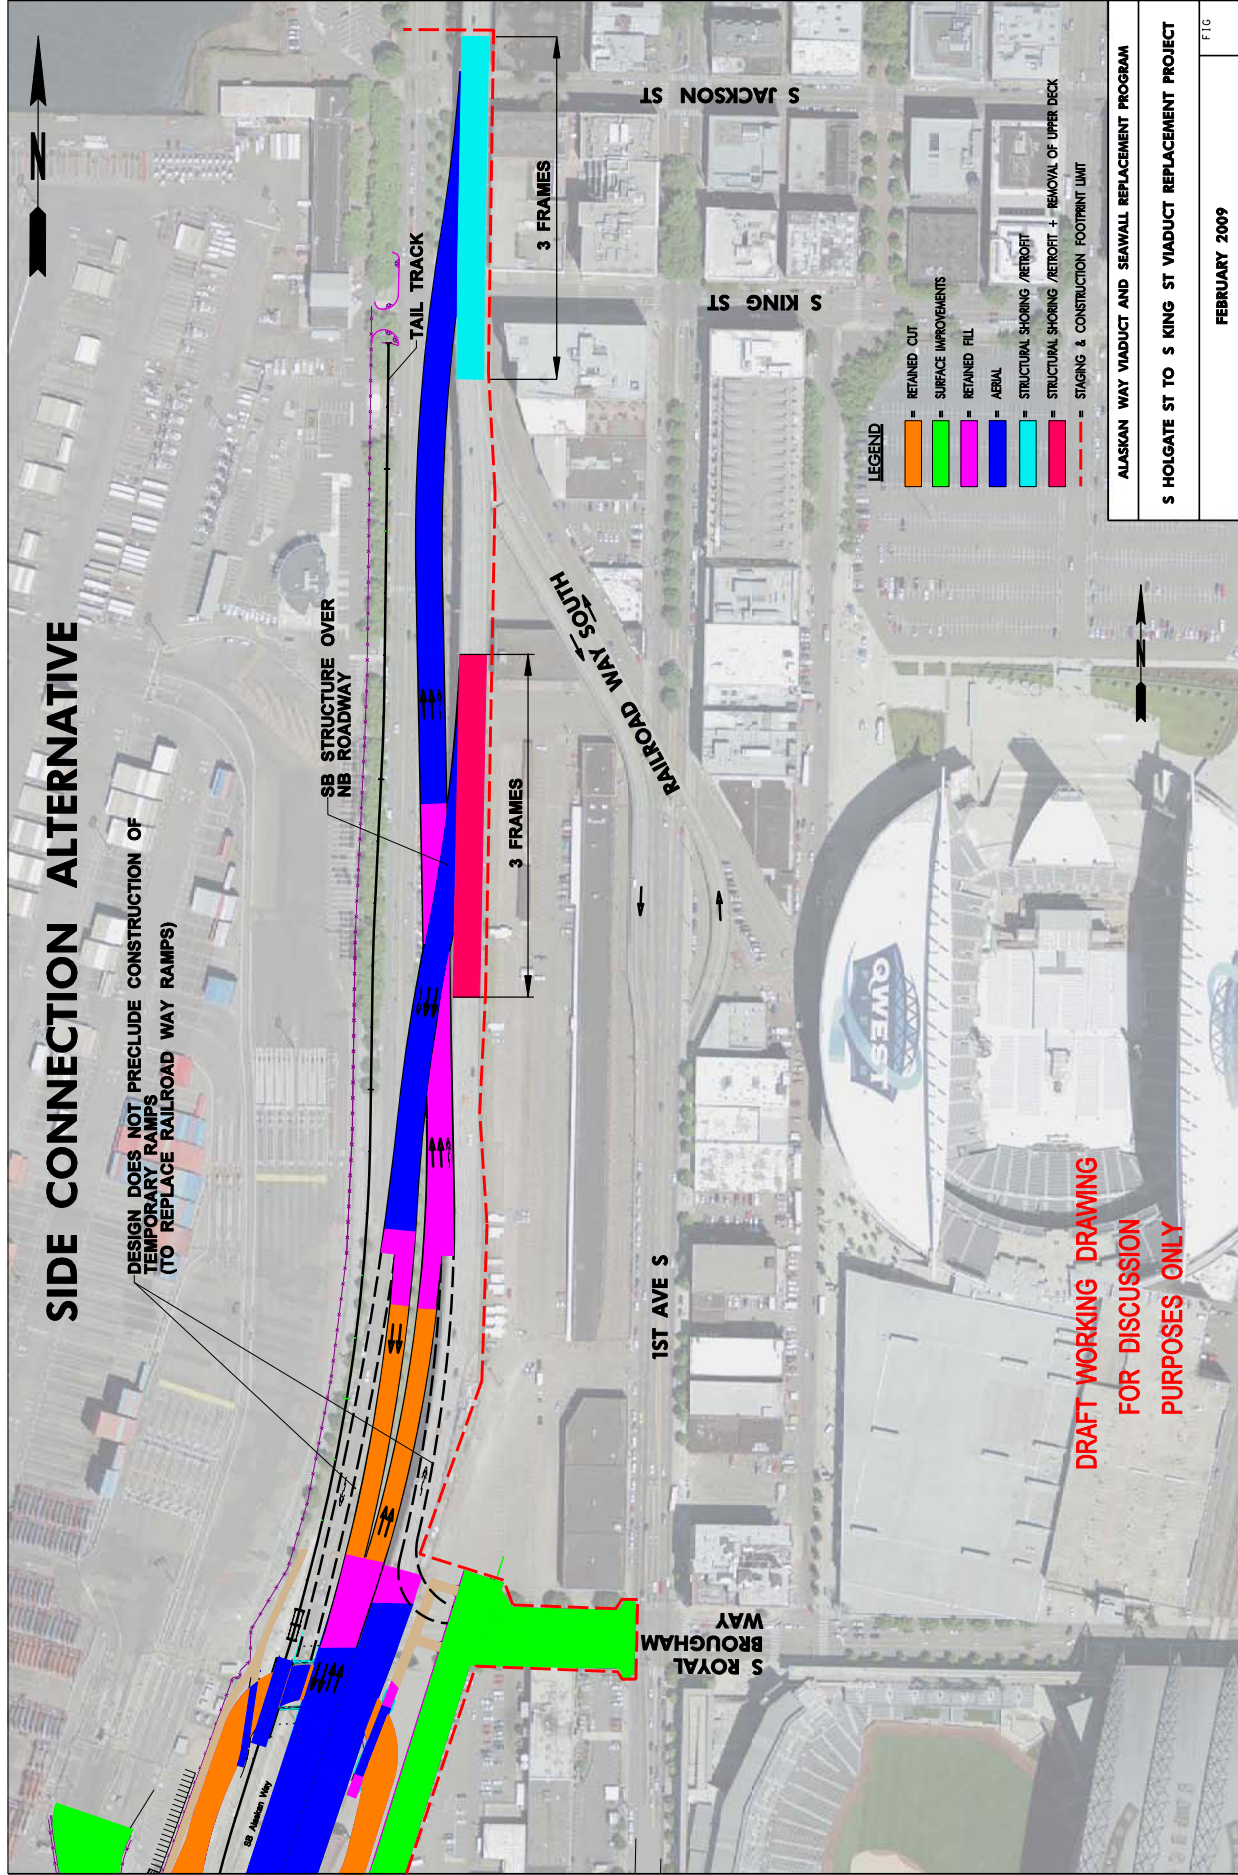 SIDE CONNECTION ALTERNATIVE
N
DESIGN DOES NOT PRECLUDE CONSTRUCTION OF
TEMPORARY RAMPS
(TO REPLACE RAILROAD WAY RAMPS)
SB STRUCTURE OVER
NB ROADWAY
TAIL TRACK
3 FRAMES
3 FRAMES
SB Alaskan Way
RAILROAD WAY SOUTH
1ST AVE S
S ROYAL
BROUGHAM
WAY
S KING ST
S JACKSON ST
QWEST
N
LEGEND
= RETAINED CUT
= SURFACE IMPROVEMENTS
= RETAINED FILL
= AERIAL
= STRUCTURAL SHORING /RETROFIT
= STRUCTURAL SHORING /RETROFIT + REMOVAL OF UPPER DECK
= STAGING & CONSTRUCTION FOOTPRINT LIMIT
DRAFT WORKING DRAWING
FOR DISCUSSION
PURPOSES ONLY
ALASKAN WAY VIADUCT AND SEAWALL REPLACEMENT PROGRAM
S HOLGATE ST TO S KING ST VIADUCT REPLACEMENT PROJECT
FEBRUARY 2009
FIG